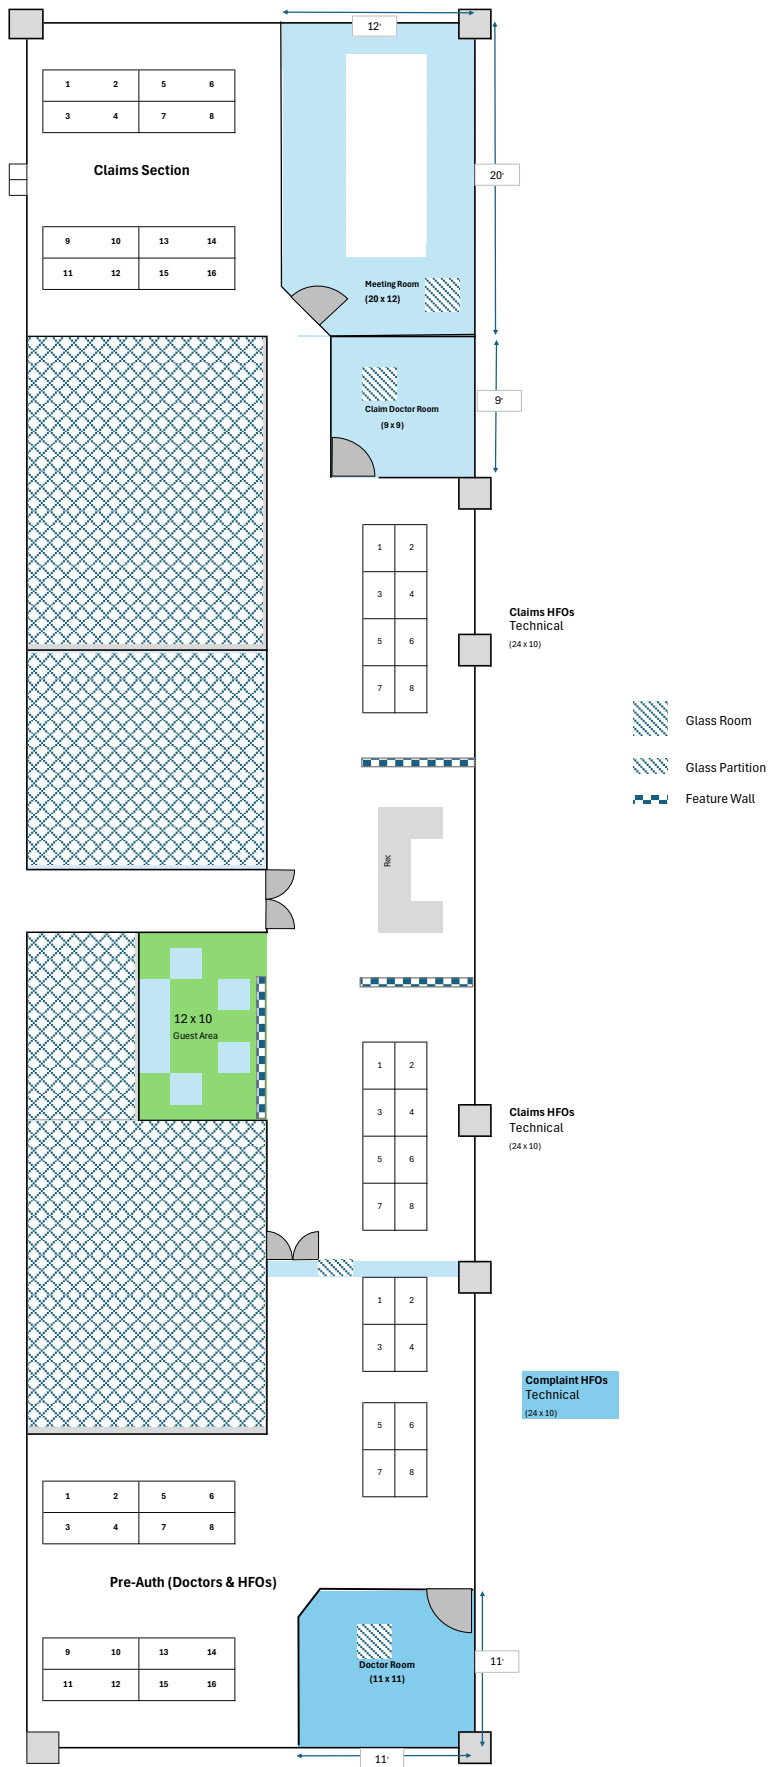 12'
1 2 5 6
3 4 7 8
Claims Section
20'
9 10 13 14
11 12 15 16
Meeting Room
(20 x 12)
9'
Claim Doctor Room
(9 x 9)
1 2
3 4
5 6
7 8
Claims HFOs
Technical
(24 x 10)
Glass Room
Glass Partition
Feature Wall
Rec
12 x 10
Guest Area
1 2
3 4
5 6
7 8
Claims HFOs
Technical
(24 x 10)
1 2
3 4
Complaint HFOs
Technical
(24 x 10)
5 6
7 8
1 2 5 6
3 4 7 8
Pre-Auth (Doctors & HFOs)
9 10 13 14
11 12 15 16
Doctor Room
(11 x 11)
11'
11'